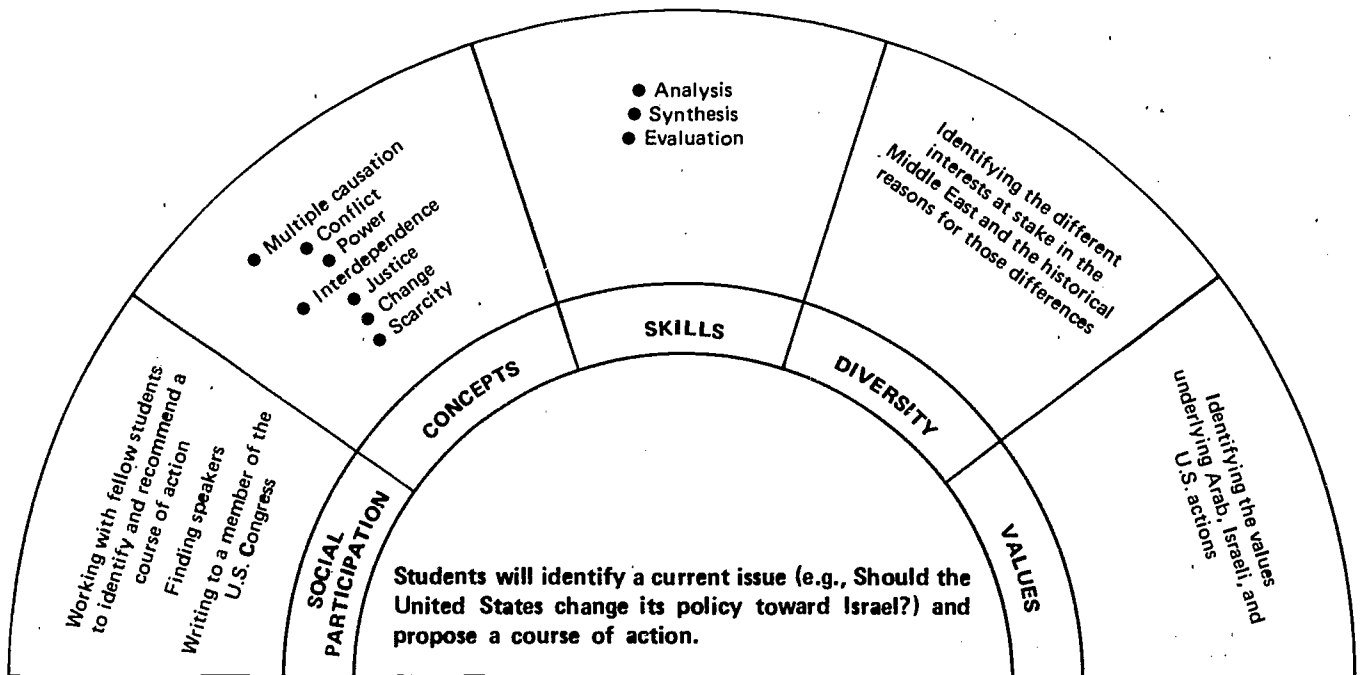 Working with fellow students
to identify and recommend a
course of action
Finding speakers
Writing to a member of the
U.S. Congress
SOCIAL
PARTICIPATION
● Multiple causation
● Conflict
● Power
● Interdependence
● Justice
● Change
● Scarcity
CONCEPTS
● Analysis
● Synthesis
● Evaluation
SKILLS
Identifying the different
interests at stake in the
Middle East and the historical
reasons for those differences
DIVERSITY
Identifying the values
underlying Arab, Israeli, and
U.S. actions
VALUES
Students will identify a current issue (e.g., Should the
United States change its policy toward Israel?) and
propose a course of action.